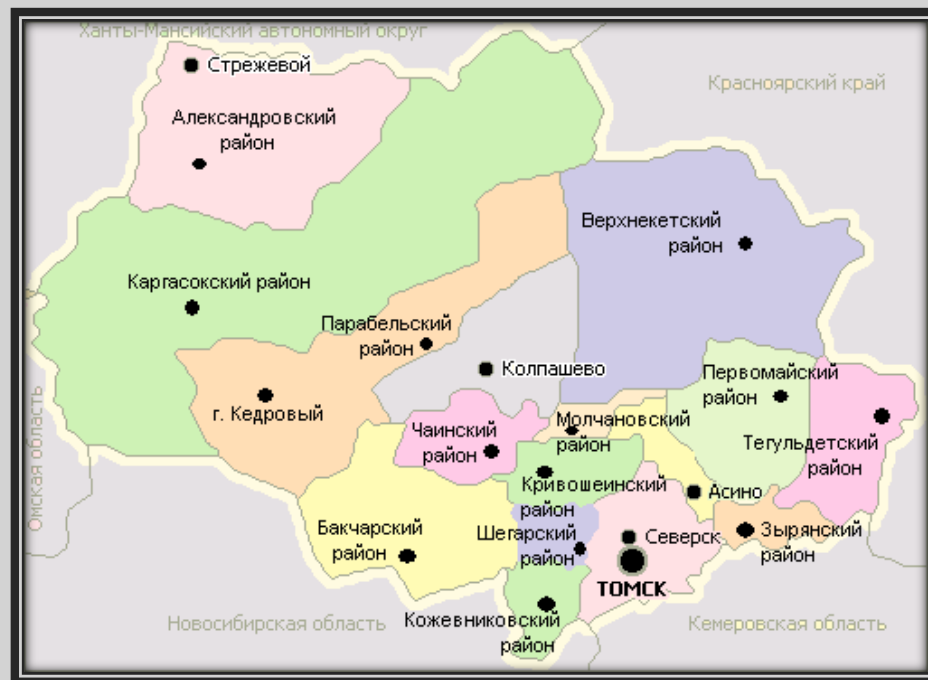 Ханты-Мансийский автономный округ
Стрежевой
Красноярский край
Александровский
район
Верхнекетский
район
Каргасокский район
Парабельский
район
Колпашево
Первомайский
район
г. Кедровый
Молчановский
район
Чаинский
район
Тегульдетский
район
Омская область
Кривошеинский
район
Асино
Бакчарский
район
Шегарский
район
Северск
Зырянский
район
ТОМСК
Новосибирская область
Кожевниковский
район
Кемеровская область